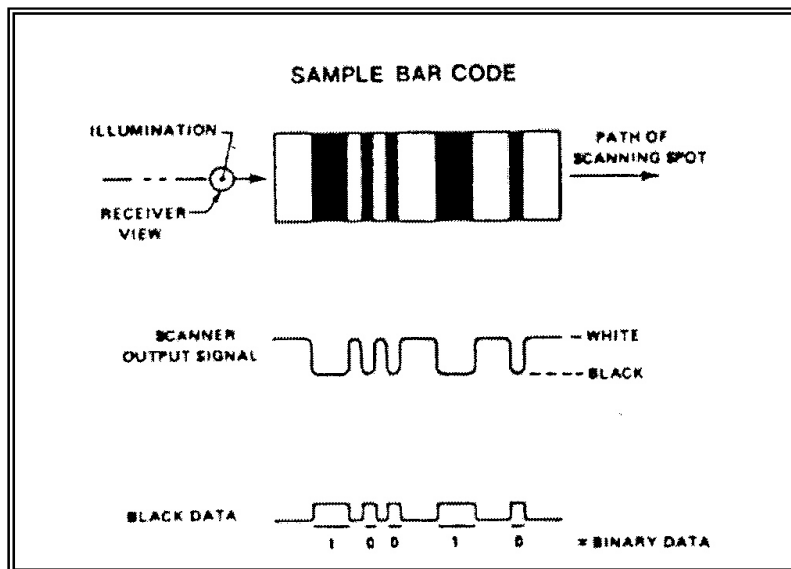 SAMPLE BAR CODE
ILLUMINATION
RECEIVER
VIEW
PATH OF
SCANNING SPOT
SCANNER
OUTPUT SIGNAL
WHITE
BLACK
BLACK DATA
1 0 0 1 0 = BINARY DATA